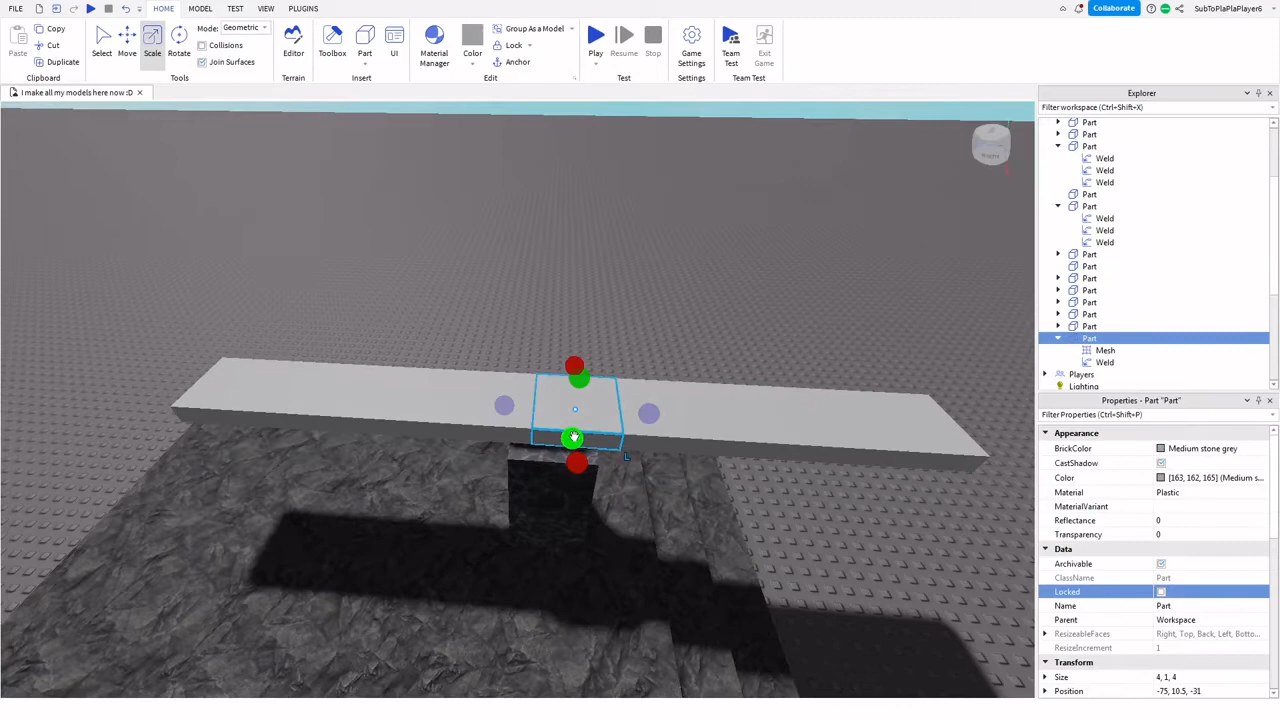 FILE HOME MODEL TEST VIEW PLUGINS Collaborate SubToPlaPlaPlayer6
Paste Copy Cut Duplicate Select Move Scale Rotate Mode: Geometric Collisions Join Surfaces Editor Toolbox Part UI Material Manager Color Group As a Model Lock Anchor Play Resume Stop Game Settings Team Test Exit Game
Clipboard Tools Terrain Insert Edit Test Settings Team Test
I make all my models here now :D
Explorer
Filter workspace (Ctrl+Shift+X)
Part
Part
Part
Weld
Weld
Weld
Part
Part
Weld
Weld
Weld
Part
Part
Part
Part
Part
Part
Part
Part
Mesh
Weld
Players
Lighting
Properties - Part "Part"
Filter Properties (Ctrl+Shift+P)
Appearance
BrickColor Medium stone grey
CastShadow
Color [163, 162, 165] (Medium s...
Material Plastic
MaterialVariant
Reflectance 0
Transparency 0
Data
Archivable
ClassName Part
Locked
Name Part
Parent Workspace
ResizeableFaces Right, Top, Back, Left, Botto...
ResizeIncrement 1
Transform
Size 4, 1, 4
Position -75, 10.5, -31
L